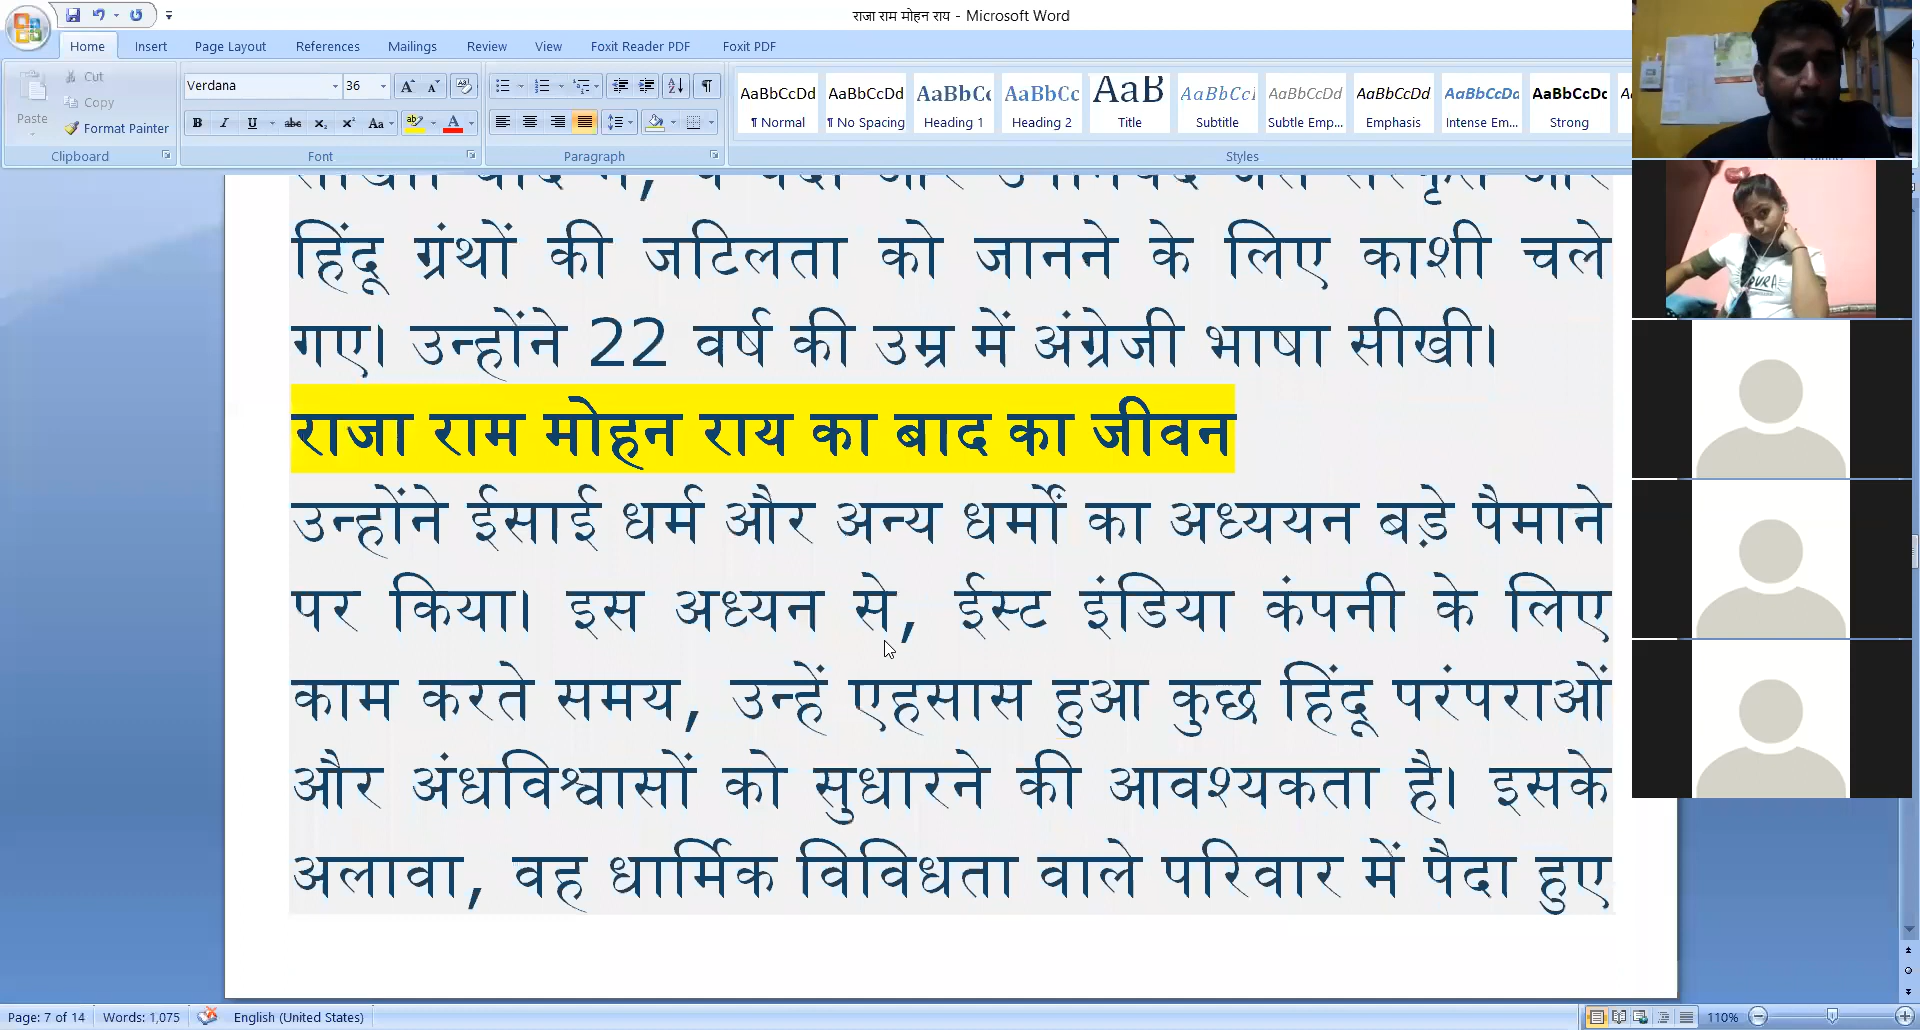 राजा राम मोहन राय - Microsoft Word
Home Insert Page Layout References Mailings Review View Foxit Reader PDF Foxit PDF
Paste
Cut
Copy
Format Painter
Clipboard
Verdana 36
Font
Paragraph
AaBbCcDd AaBbCcDd AaBbCc AaBbCc AaB AaBbCcl AaBbCcDd AaBbCcDd AaBbCcDc AaBbCcDc
¶ Normal ¶ No Spacing Heading 1 Heading 2 Title Subtitle Subtle Emp... Emphasis Intense Em... Strong
Styles
हिंदू ग्रंथों की जटिलता को जानने के लिए काशी चले
गए। उन्होंने 22 वर्ष की उम्र में अंग्रेजी भाषा सीखी।
राजा राम मोहन राय का बाद का जीवन
उन्होंने ईसाई धर्म और अन्य धर्मों का अध्ययन बड़े पैमाने
पर किया। इस अध्यन से, ईस्ट इंडिया कंपनी के लिए
काम करते समय, उन्हें एहसास हुआ कुछ हिंदू परंपराओं
और अंधविश्वासों को सुधारने की आवश्यकता है। इसके
अलावा, वह धार्मिक विविधता वाले परिवार में पैदा हुए
Page: 7 of 14 Words: 1,075 English (United States) 110%